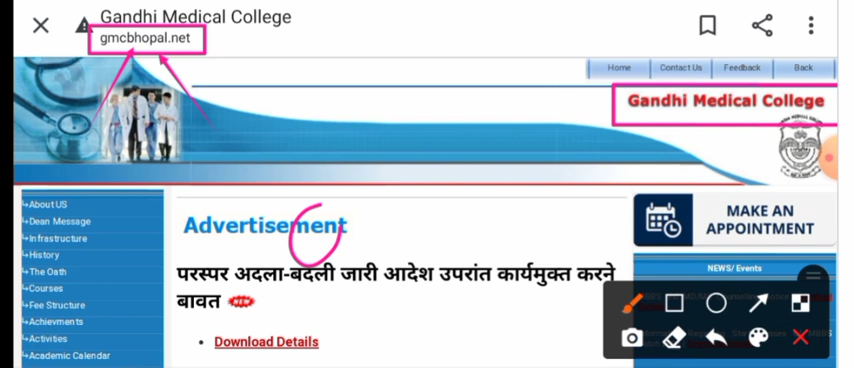 Gandhi Medical College
gmcbhopal.net
Home Contact Us Feedback Back
Gandhi Medical College
About US
Dean Message
Infrastructure
History
The Oath
Courses
Fee Structure
Achievments
Activities
Academic Calendar
Advertisement
परस्पर अदला-बदली जारी आदेश उपरांत कार्यमुक्त करने
बावत NEW
Download Details
MAKE AN
APPOINTMENT
NEWS/ Events